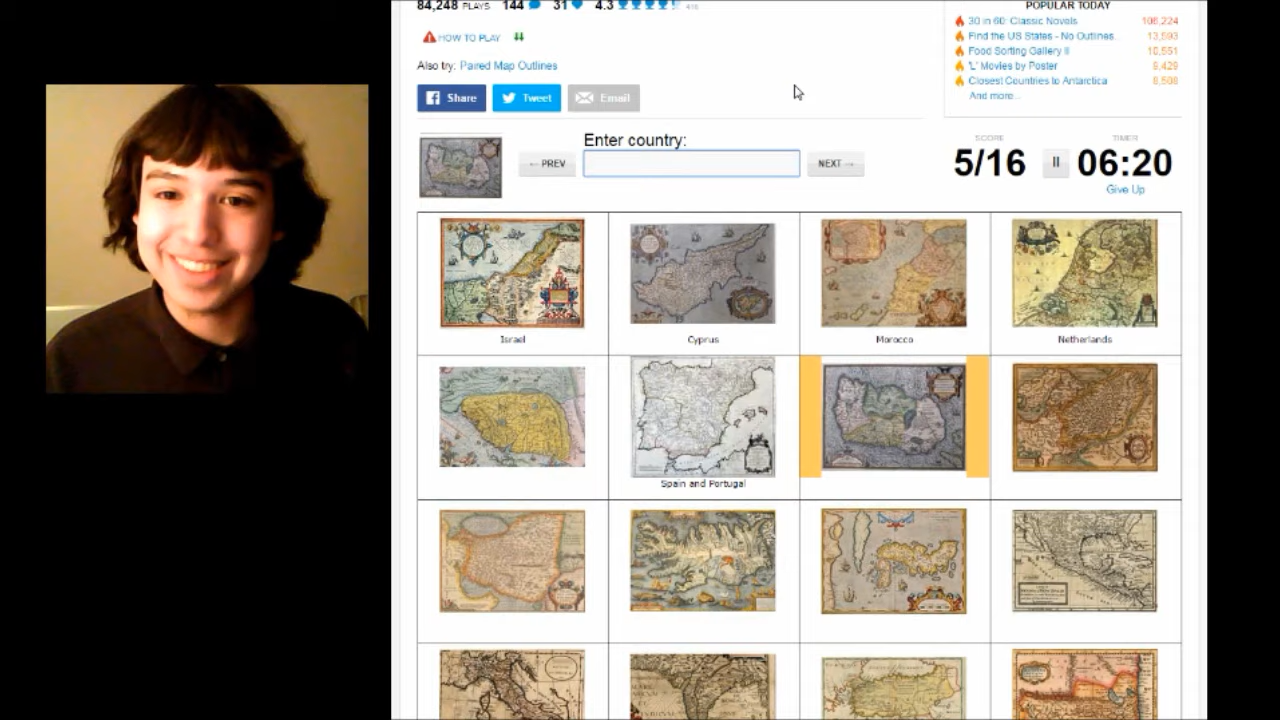 84,248 PLAYS 144 31 4.3 416
HOW TO PLAY
Also try: Paired Map Outlines
Share Tweet Email
POPULAR TODAY
30 in 60: Classic Novels 106,224
Find the US States - No Outlines 13,593
Food Sorting Gallery II 10,551
'L' Movies by Poster 9,429
Closest Countries to Antarctica 8,508
And more...
← PREV
Enter country:
NEXT →
SCORE
5/16
TIMER
06:20
Give Up
Israel Cyprus Morocco Netherlands
Spain and Portugal